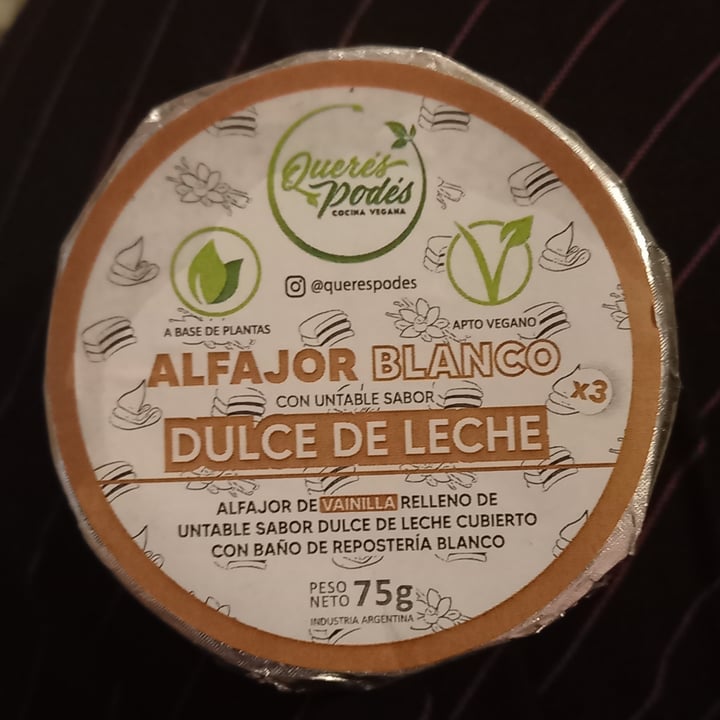 Querés
Podés
COCINA VEGANA
@querespodes
A BASE DE PLANTAS
APTO VEGANO
ALFAJOR BLANCO
x3
CON UNTABLE SABOR
DULCE DE LECHE
ALFAJOR DE VAINILLA RELLENO DE
UNTABLE SABOR DULCE DE LECHE CUBIERTO
CON BAÑO DE REPOSTERÍA BLANCO
PESO NETO 75g
INDUSTRIA ARGENTINA